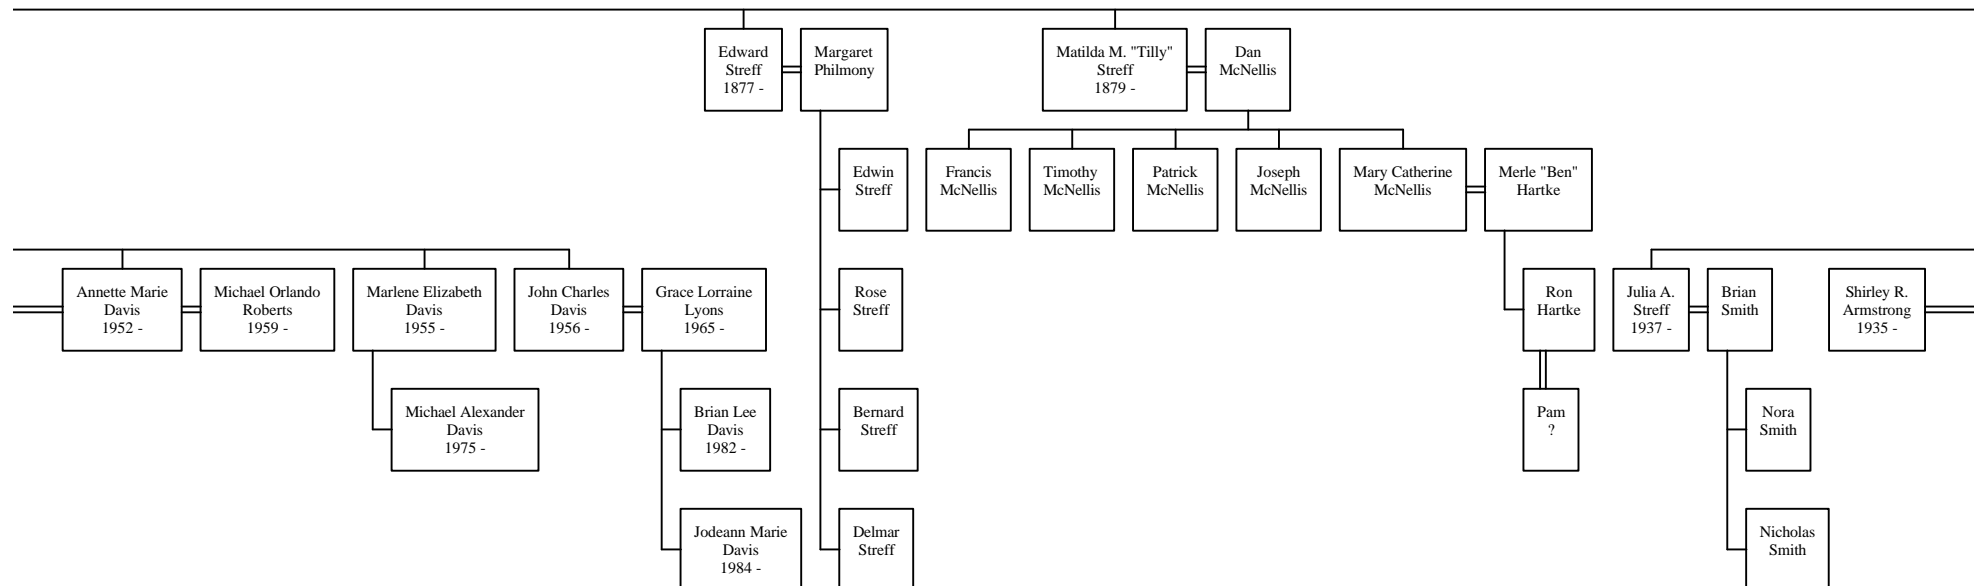 Edward
Streff
1877 -
Margaret
Philmony
Matilda M. "Tilly"
Streff
1879 -
Dan
McNellis
Edwin
Streff
Francis
McNellis
Timothy
McNellis
Patrick
McNellis
Joseph
McNellis
Mary Catherine
McNellis
Merle "Ben"
Hartke
Annette Marie
Davis
1952 -
Michael Orlando
Roberts
1959 -
Marlene Elizabeth
Davis
1955 -
John Charles
Davis
1956 -
Grace Lorraine
Lyons
1965 -
Rose
Streff
Ron
Hartke
Julia A.
Streff
1937 -
Brian
Smith
Shirley R.
Armstrong
1935 -
Michael Alexander
Davis
1975 -
Brian Lee
Davis
1982 -
Bernard
Streff
Pam
?
Nora
Smith
Jodeann Marie
Davis
1984 -
Delmar
Streff
Nicholas
Smith